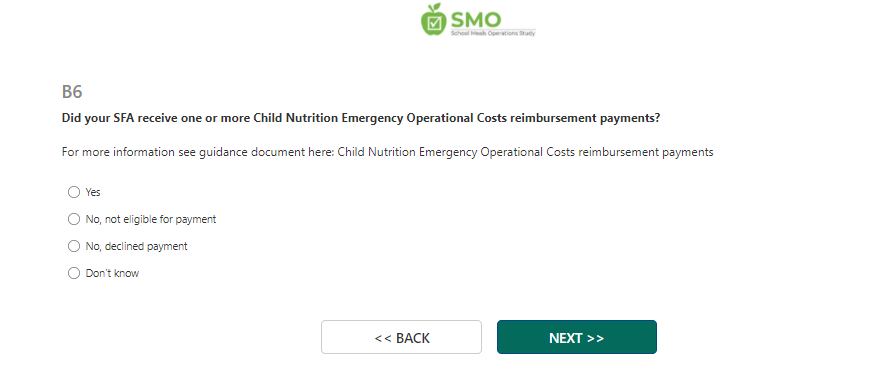 SMO
School Meals Operations Study
B6
Did your SFA receive one or more Child Nutrition Emergency Operational Costs reimbursement payments?
For more information see guidance document here: Child Nutrition Emergency Operational Costs reimbursement payments
Yes
No, not eligible for payment
No, declined payment
Don't know
<< BACK
NEXT >>